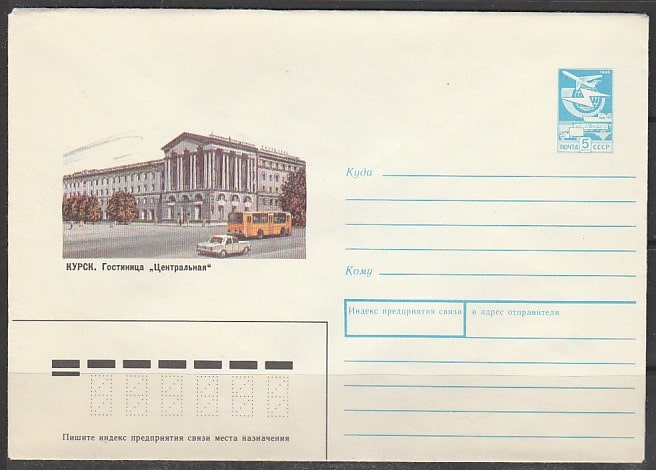 ПОЧТА 5 СССР
КУРСК. Гостиница „Центральная“
Куда
Кому
Индекс предприятия связи и адрес отправителя
Пишите индекс предприятия связи места назначения